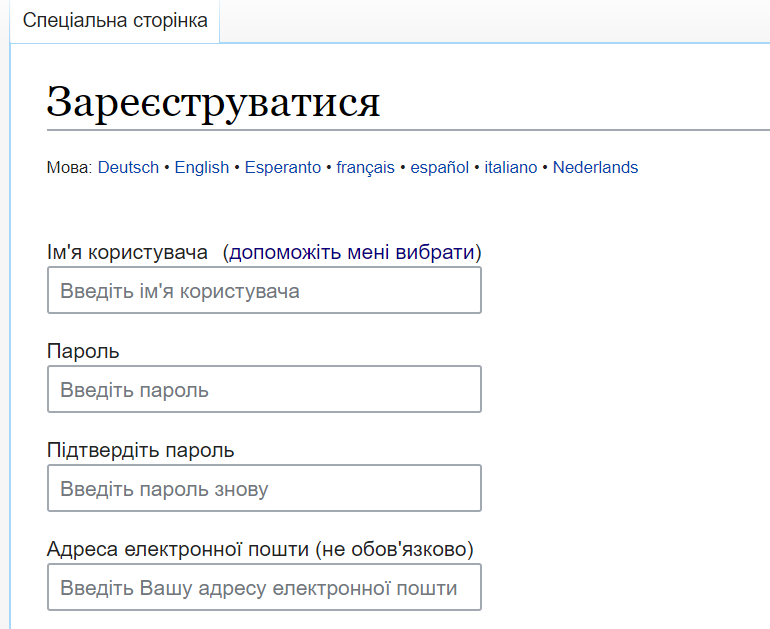 Спеціальна сторінка
Зареєструватися
Мова: Deutsch • English • Esperanto • français • español • italiano • Nederlands
Ім'я користувача (допоможіть мені вибрати)
Введіть ім'я користувача
Пароль
Введіть пароль
Підтвердіть пароль
Введіть пароль знову
Адреса електронної пошти (не обов'язково)
Введіть Вашу адресу електронної пошти